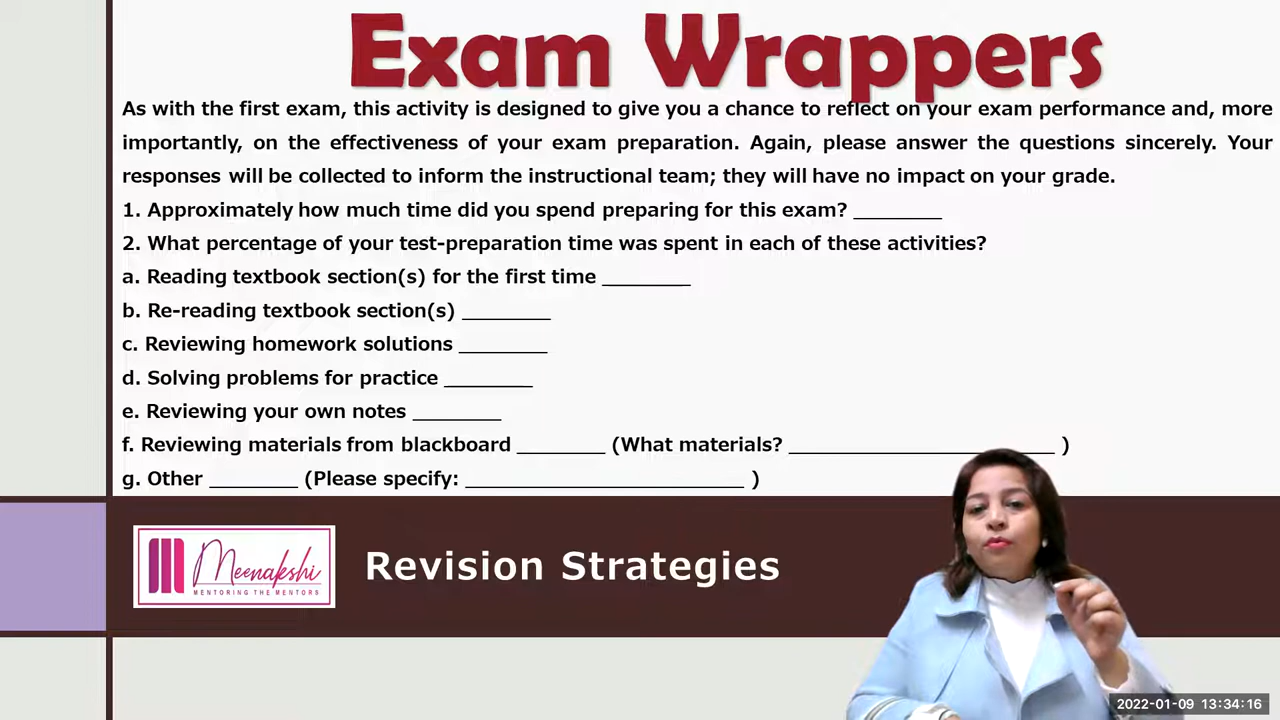 Exam Wrappers
As with the first exam, this activity is designed to give you a chance to reflect on your exam performance and, more
importantly, on the effectiveness of your exam preparation. Again, please answer the questions sincerely. Your
responses will be collected to inform the instructional team; they will have no impact on your grade.
1. Approximately how much time did you spend preparing for this exam? ________
2. What percentage of your test-preparation time was spent in each of these activities?
a. Reading textbook section(s) for the first time ________
b. Re-reading textbook section(s) ________
c. Reviewing homework solutions ________
d. Solving problems for practice ________
e. Reviewing your own notes ________
f. Reviewing materials from blackboard ________ (What materials? ________________________ )
g. Other ________ (Please specify: _________________________ )
Meenakshi
MENTORING THE MENTORS
Revision Strategies
2022-01-09 13:34:16